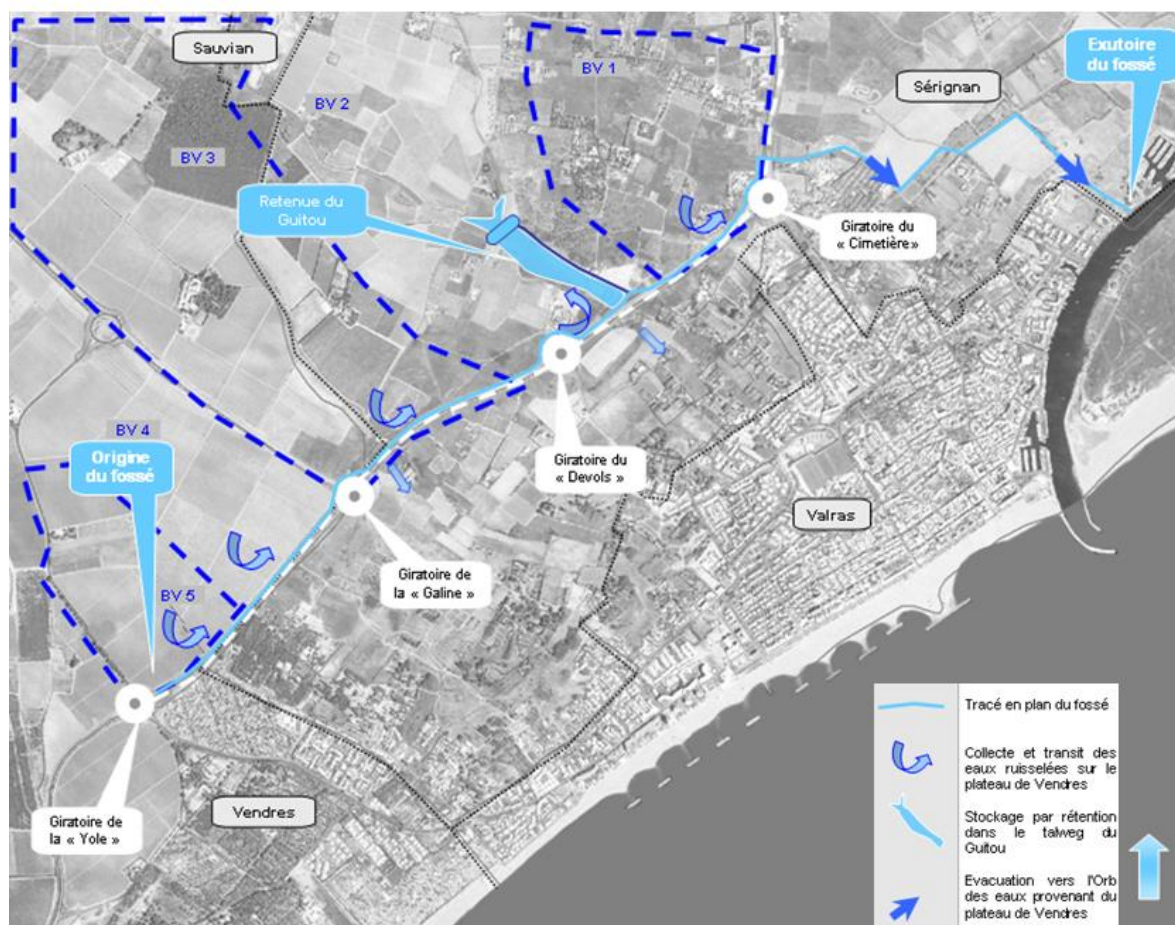 Sauvian
BV 1
Exutoire
du fossé
Sérignan
BV 2
BV 3
Retenue du
Guitou
Giratoire du
« Cimetière»
BV 4
Origine
du fossé
Giratoire du
« Devols »
Valras
Giratoire de
la « Galine »
BV 5
Giratoire de
la « Yole »
Vendres
Tracé en plan du fossé
Collecte et transit des
eaux ruisselées sur le
plateau de Vendres
Stockage par rétention
dans le talweg du
Guitou
Evacuation vers l'Orb
des eaux provenant du
plateau de Vendres